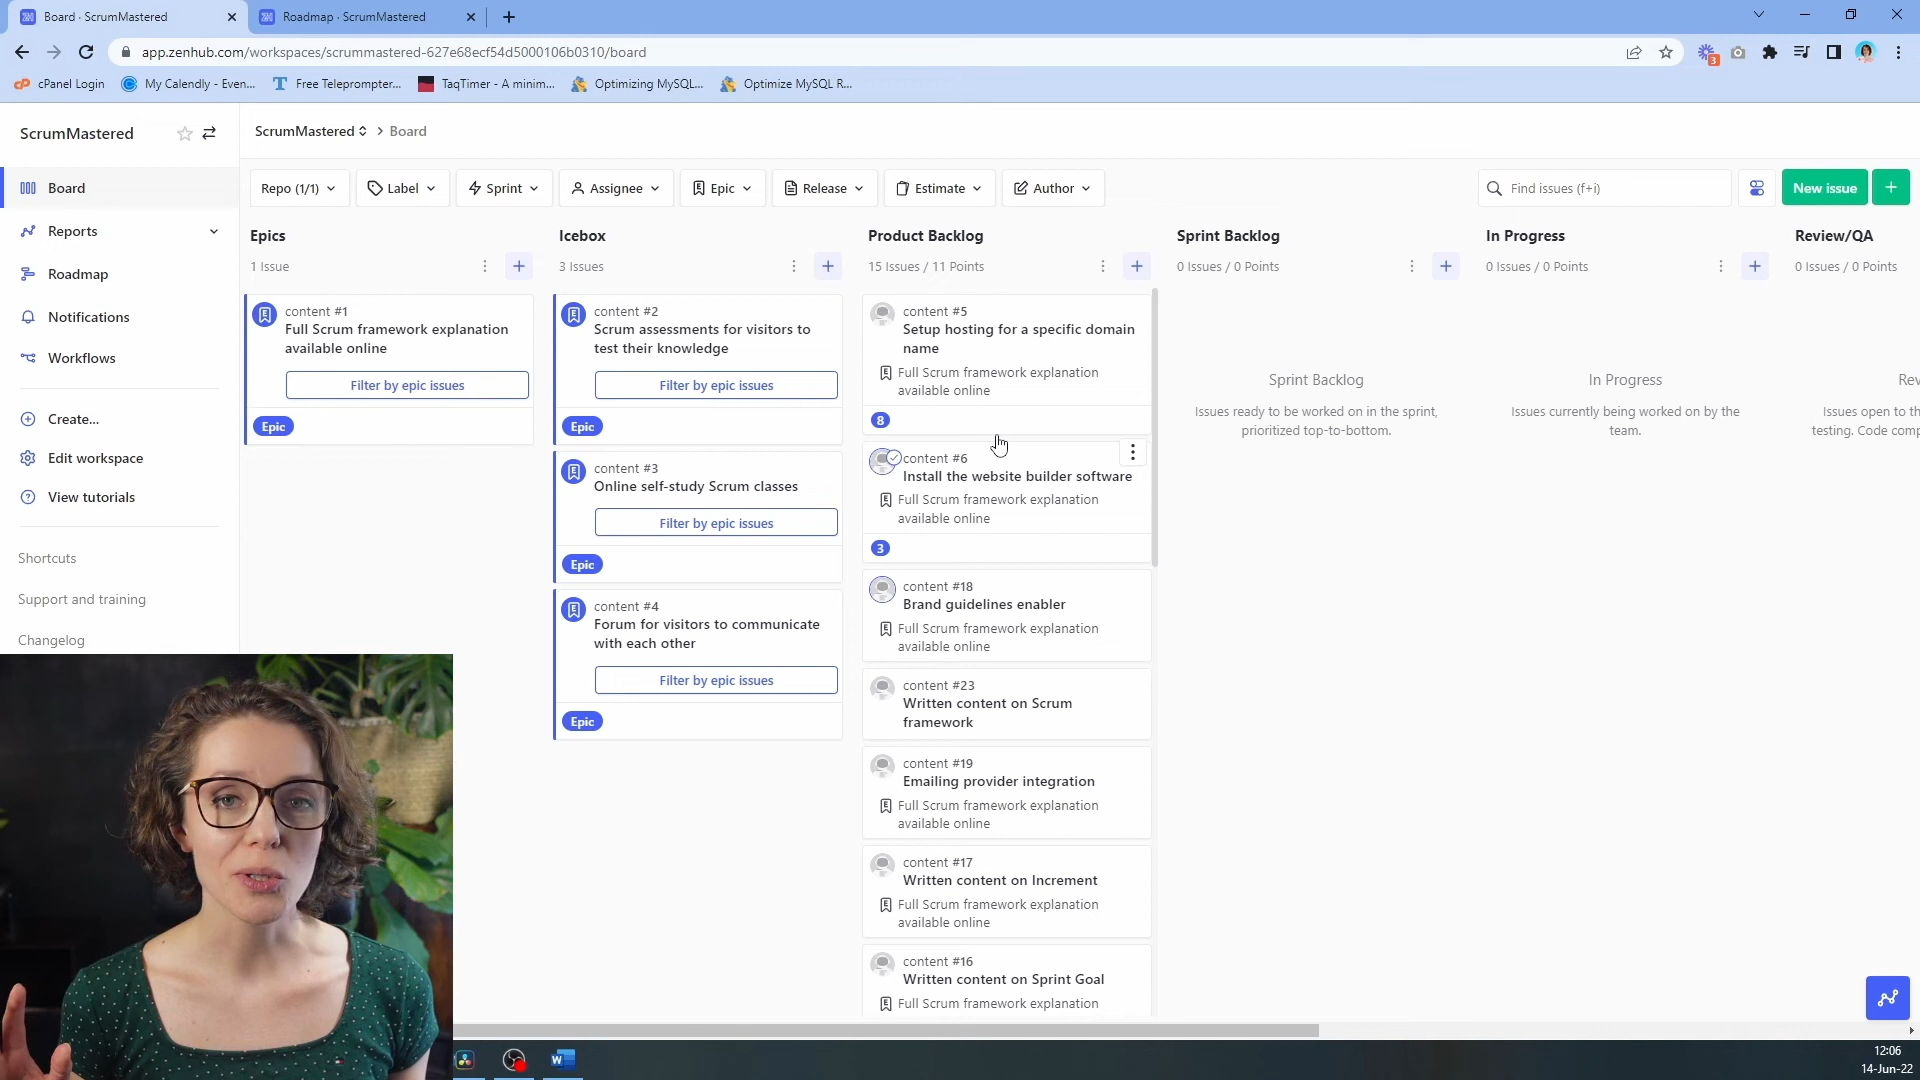 Board · ScrumMastered
Roadmap · ScrumMastered
app.zenhub.com/workspaces/scrummastered-627e68ecf54d5000106b0310/board
3
cPanel Login
My Calendly - Even...
Free Teleprompter...
TaqTimer - A minim...
Optimizing MySQL...
Optimize MySQL R...
ScrumMastered
ScrumMastered > Board
Board
Reports
Roadmap
Notifications
Workflows
Create...
Edit workspace
View tutorials
Shortcuts
Support and training
Changelog
Repo (1/1)
Label
Sprint
Assignee
Epic
Release
Estimate
Author
Find issues (f+i)
New issue
Epics
1 Issue
content #1
Full Scrum framework explanation
available online
Filter by epic issues
Epic
Icebox
3 Issues
content #2
Scrum assessments for visitors to
test their knowledge
Filter by epic issues
Epic
content #3
Online self-study Scrum classes
Filter by epic issues
Epic
content #4
Forum for visitors to communicate
with each other
Filter by epic issues
Epic
Product Backlog
15 Issues / 11 Points
content #5
Setup hosting for a specific domain
name
Full Scrum framework explanation
available online
8
content #6
Install the website builder software
Full Scrum framework explanation
available online
3
content #18
Brand guidelines enabler
Full Scrum framework explanation
available online
content #23
Written content on Scrum
framework
content #19
Emailing provider integration
Full Scrum framework explanation
available online
content #17
Written content on Increment
Full Scrum framework explanation
available online
content #16
Written content on Sprint Goal
Full Scrum framework explanation
Sprint Backlog
0 Issues / 0 Points
Sprint Backlog
Issues ready to be worked on in the sprint,
prioritized top-to-bottom.
In Progress
0 Issues / 0 Points
In Progress
Issues currently being worked on by the
team.
Review/QA
0 Issues / 0 Points
Rev
Issues open to th
testing. Code comp
W
12:06
14-Jun-22